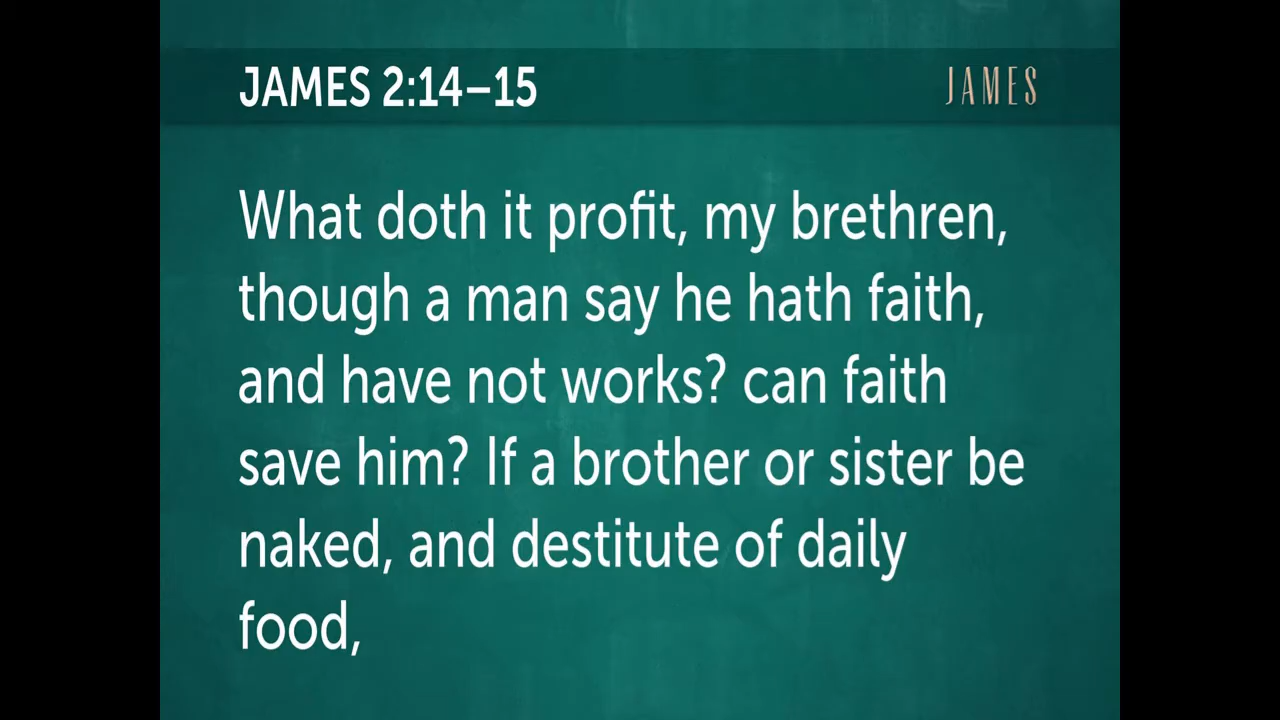 JAMES 2:14–15
JAMES
What doth it profit, my brethren,
though a man say he hath faith,
and have not works? can faith
save him? If a brother or sister be
naked, and destitute of daily
food,